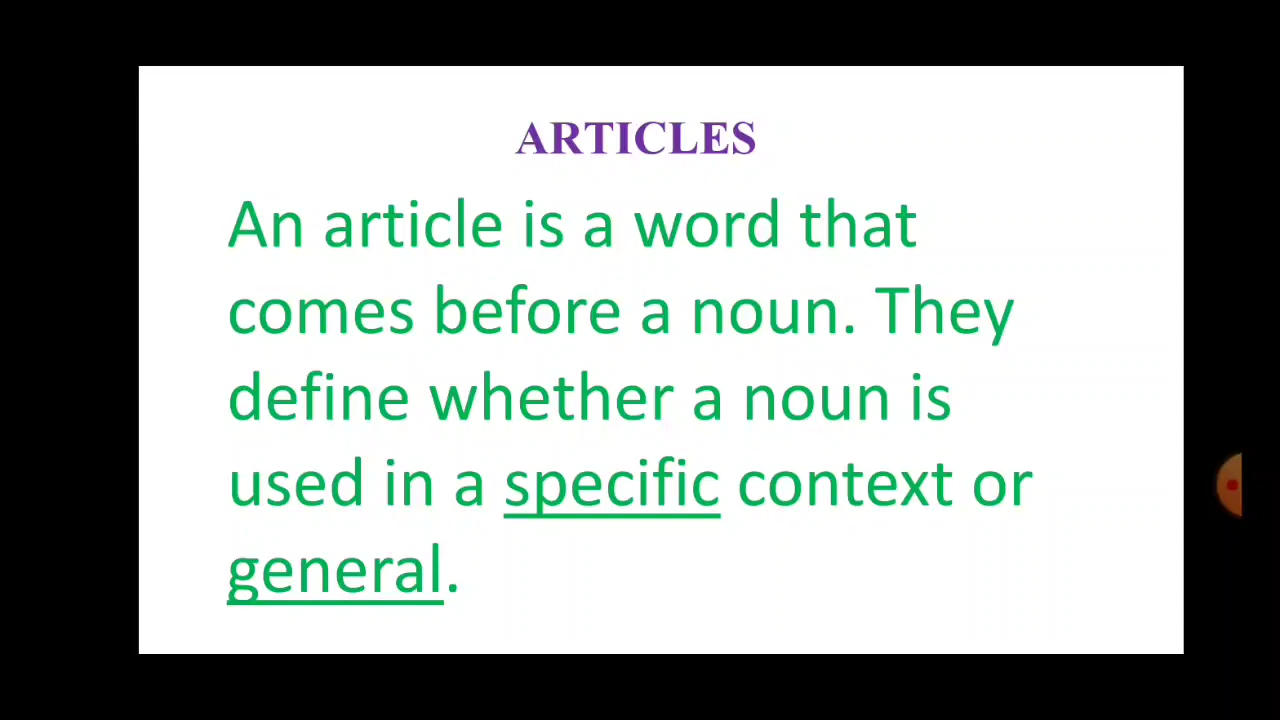 ARTICLES
An article is a word that
comes before a noun. They
define whether a noun is
used in a specific context or
general.